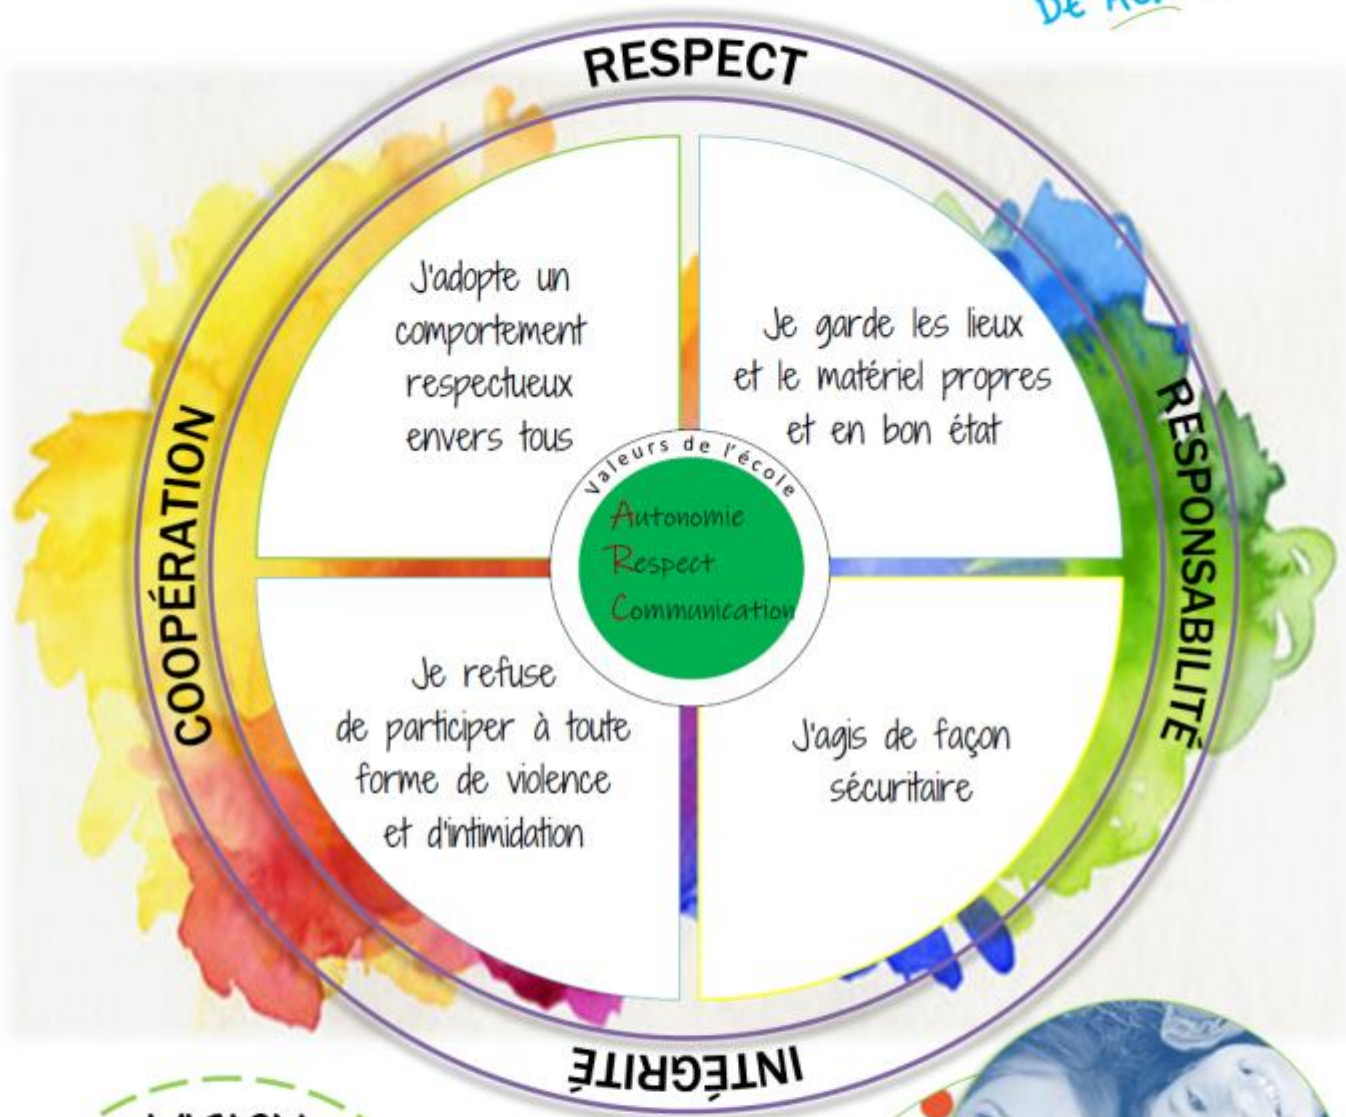 DE
RESPECT
J'adopte un
comportement
respectueux
envers tous
Je garde les lieux
et le matériel propres
et en bon état
COOPÉRATION
RESPONSABILITÉ
Valeurs de l'école
Autonomie
Respect
Communication
Je refuse
de participer à toute
forme de violence
et d'intimidation
J'agis de façon
sécuritaire
INTÉGRITÉ